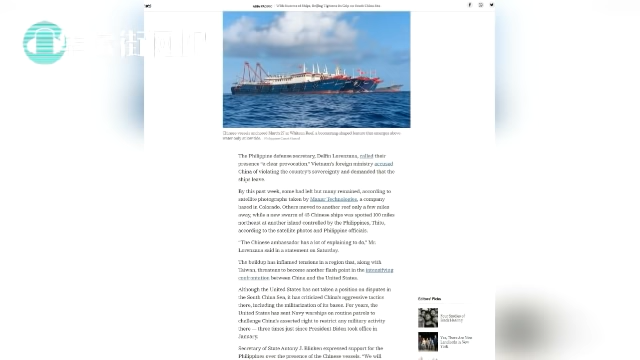 ASIA PACIFIC
With Swarms of Ships, Beijing Tightens Its Grip on South China Sea
The Philippine defense secretary, Delfin Lorenzana, called their
presence "a clear provocation." Vietnam's foreign ministry accused
China of violating the country's sovereignty and demanded that the
ships leave.
By this past week, some had left but many remained, according to
satellite photographs taken by Maxar Technologies, a company
based in Colorado. Others moved to another reef only a few miles
away, while a new swarm of 45 Chinese ships was spotted 100 miles
northeast at another island controlled by the Philippines, Thitu,
according to the satellite photos and Philippine officials.
"The Chinese ambassador has a lot of explaining to do," Mr.
Lorenzana said in a statement on Saturday.
The buildup has inflamed tensions in a region that, along with
Taiwan, threatens to become another flash point in the intensifying
confrontation between China and the United States.
Although the United States has not taken a position on disputes in
the South China Sea, it has criticized China's aggressive tactics
there, including the militarization of its bases. For years, the
United States has sent Navy warships on routine patrols to
challenge China's asserted right to restrict any military activity
there — three times just since President Biden took office in
January.
Secretary of State Antony J. Blinken expressed support for the
Philippines over the presence of the Chinese vessels. "We will
Editors' Picks